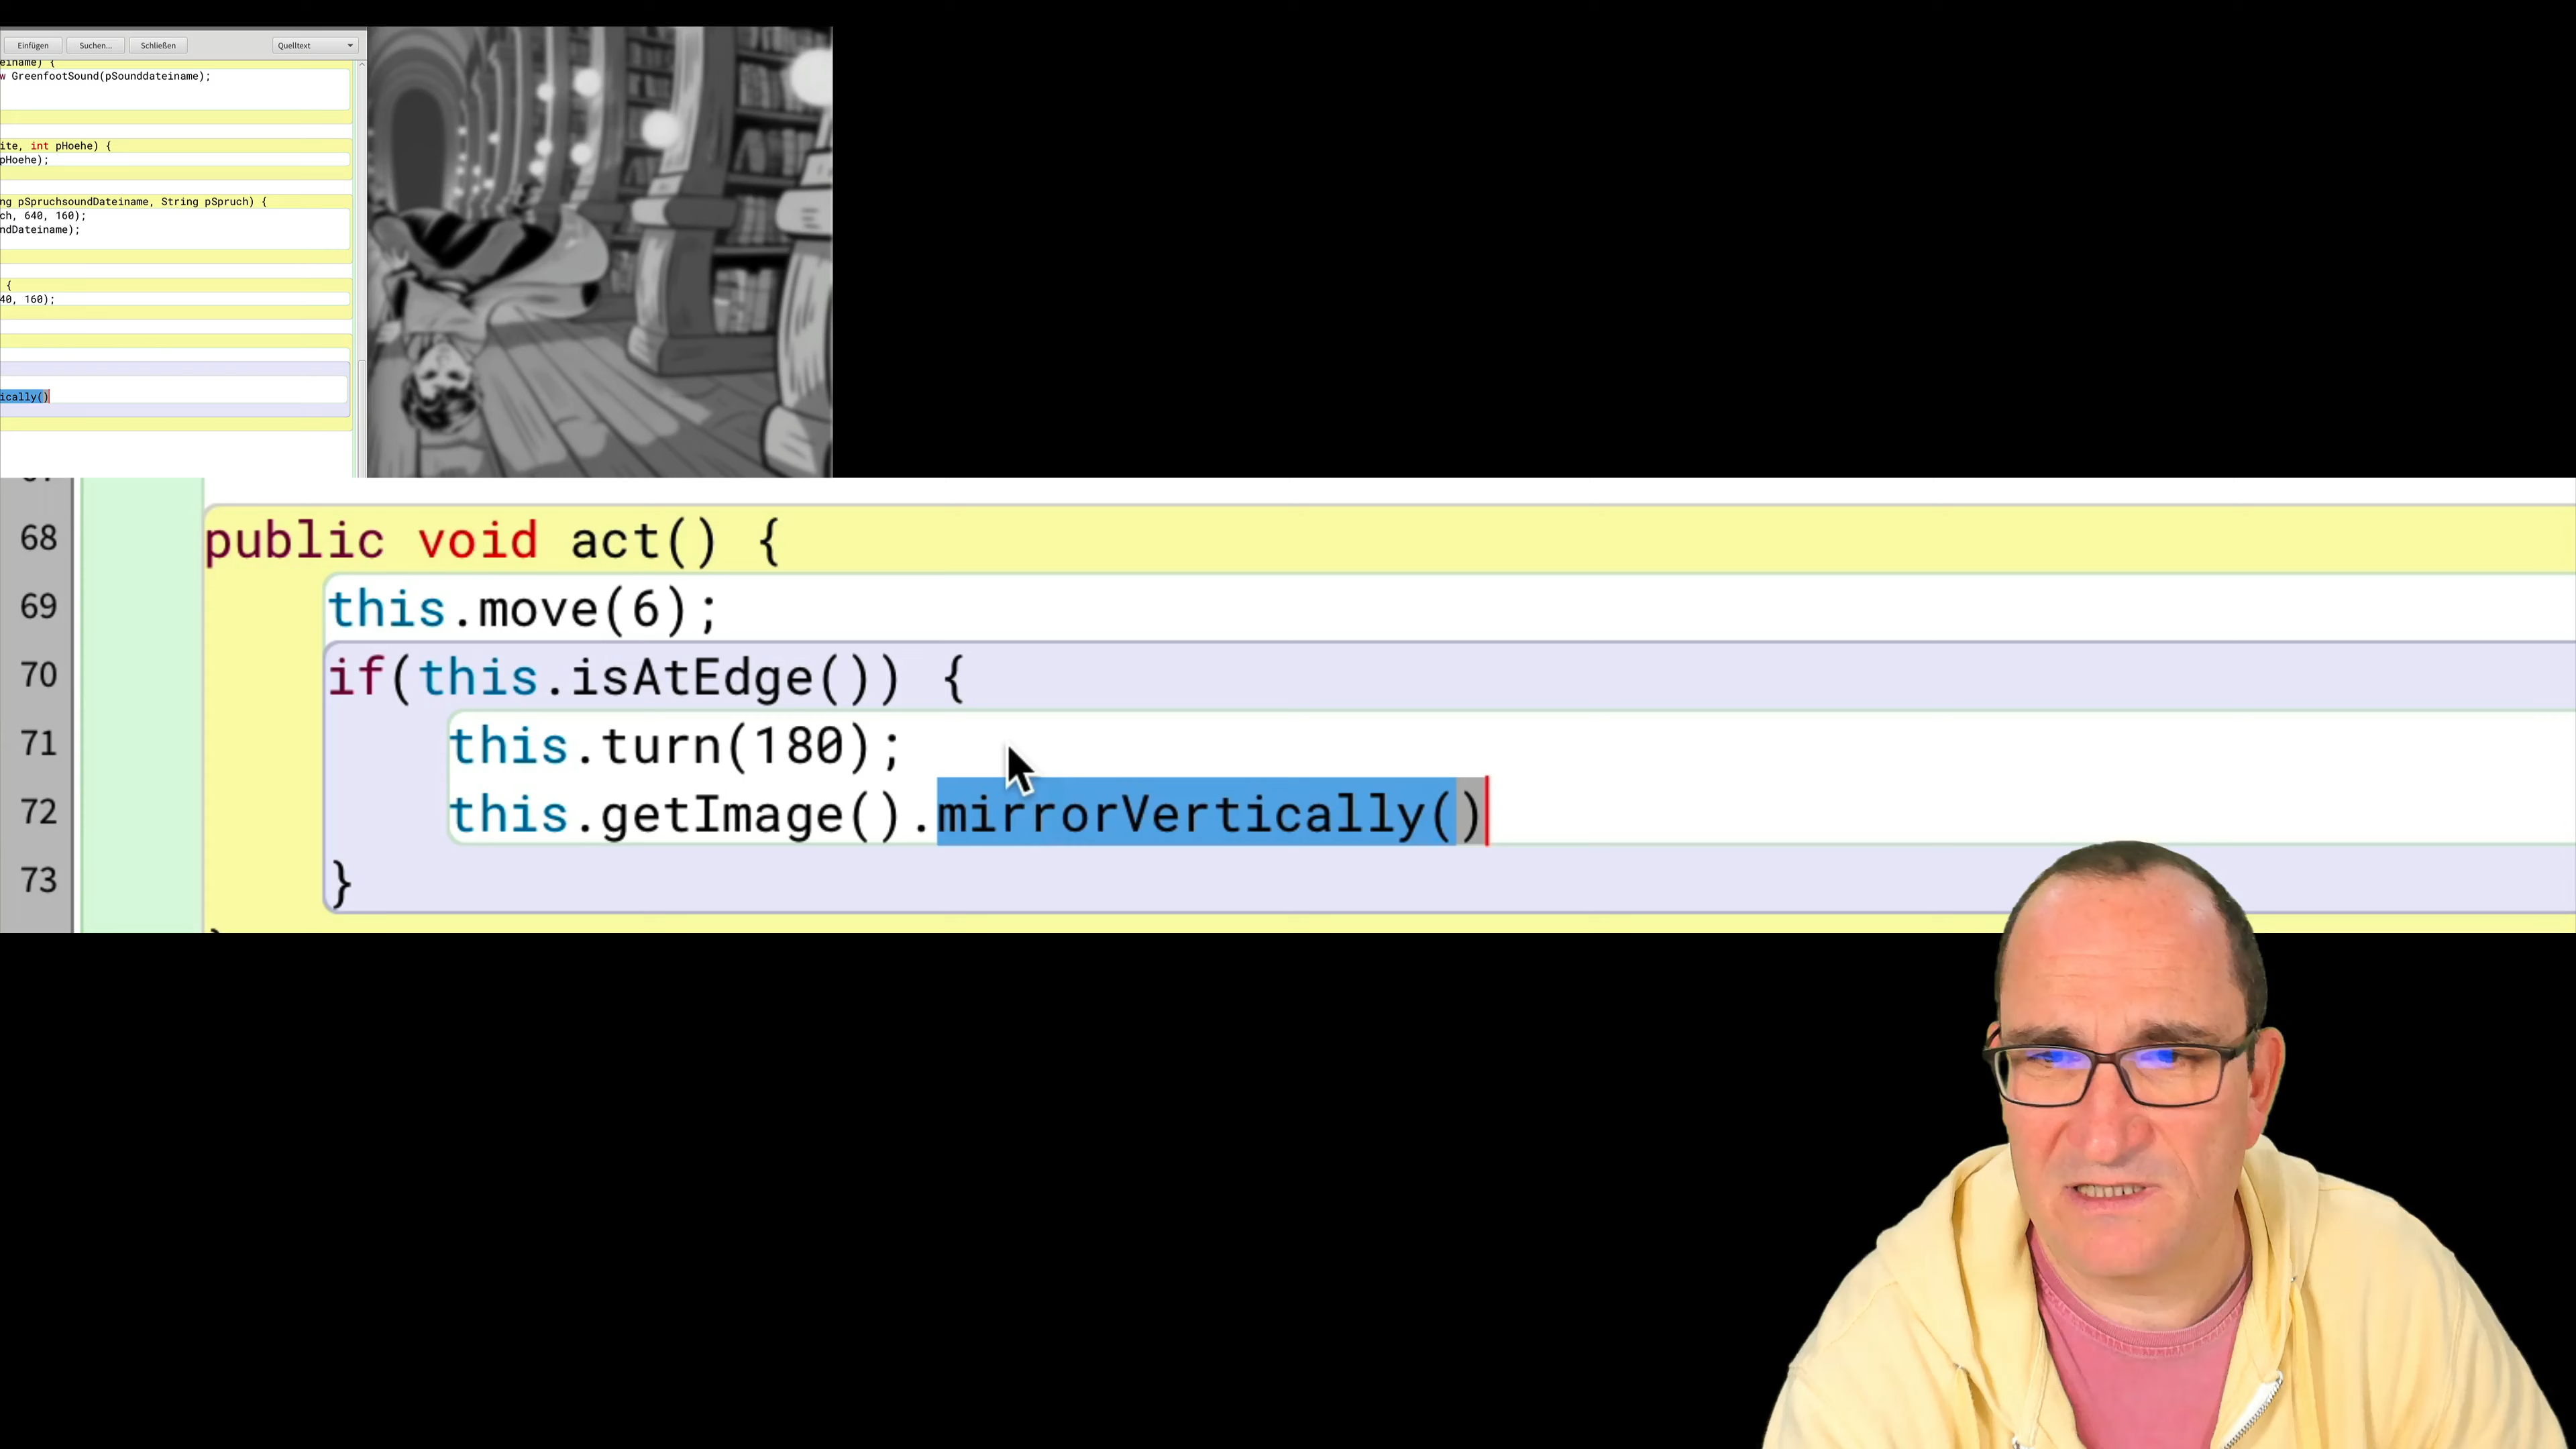 Einfügen Suchen... Schließen Quelltext
einame) {
w GreenfootSound(pSounddateiname);
ite, int pHoehe) {
pHoehe);
ng pSpruchsoundDateiname, String pSpruch) {
ch, 640, 160);
ndDateiname);
{
40, 160);
ically()
68 public void act() {
69 this.move(6);
70 if(this.isAtEdge()) {
71 this.turn(180);
72 this.getImage().mirrorVertically()
73 }